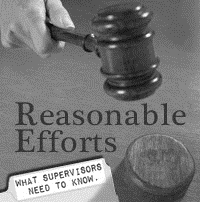 Reasonable
Efforts
WHAT SUPERVISORS
NEED TO KNOW.